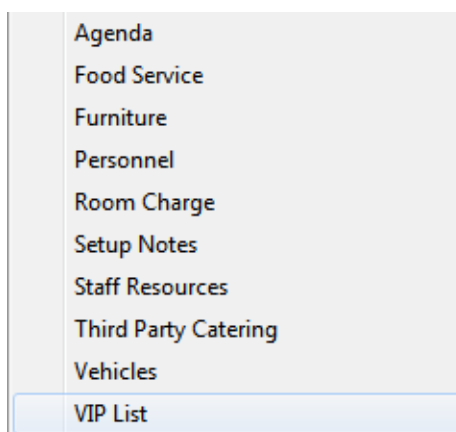 Agenda
Food Service
Furniture
Personnel
Room Charge
Setup Notes
Staff Resources
Third Party Catering
Vehicles
VIP List